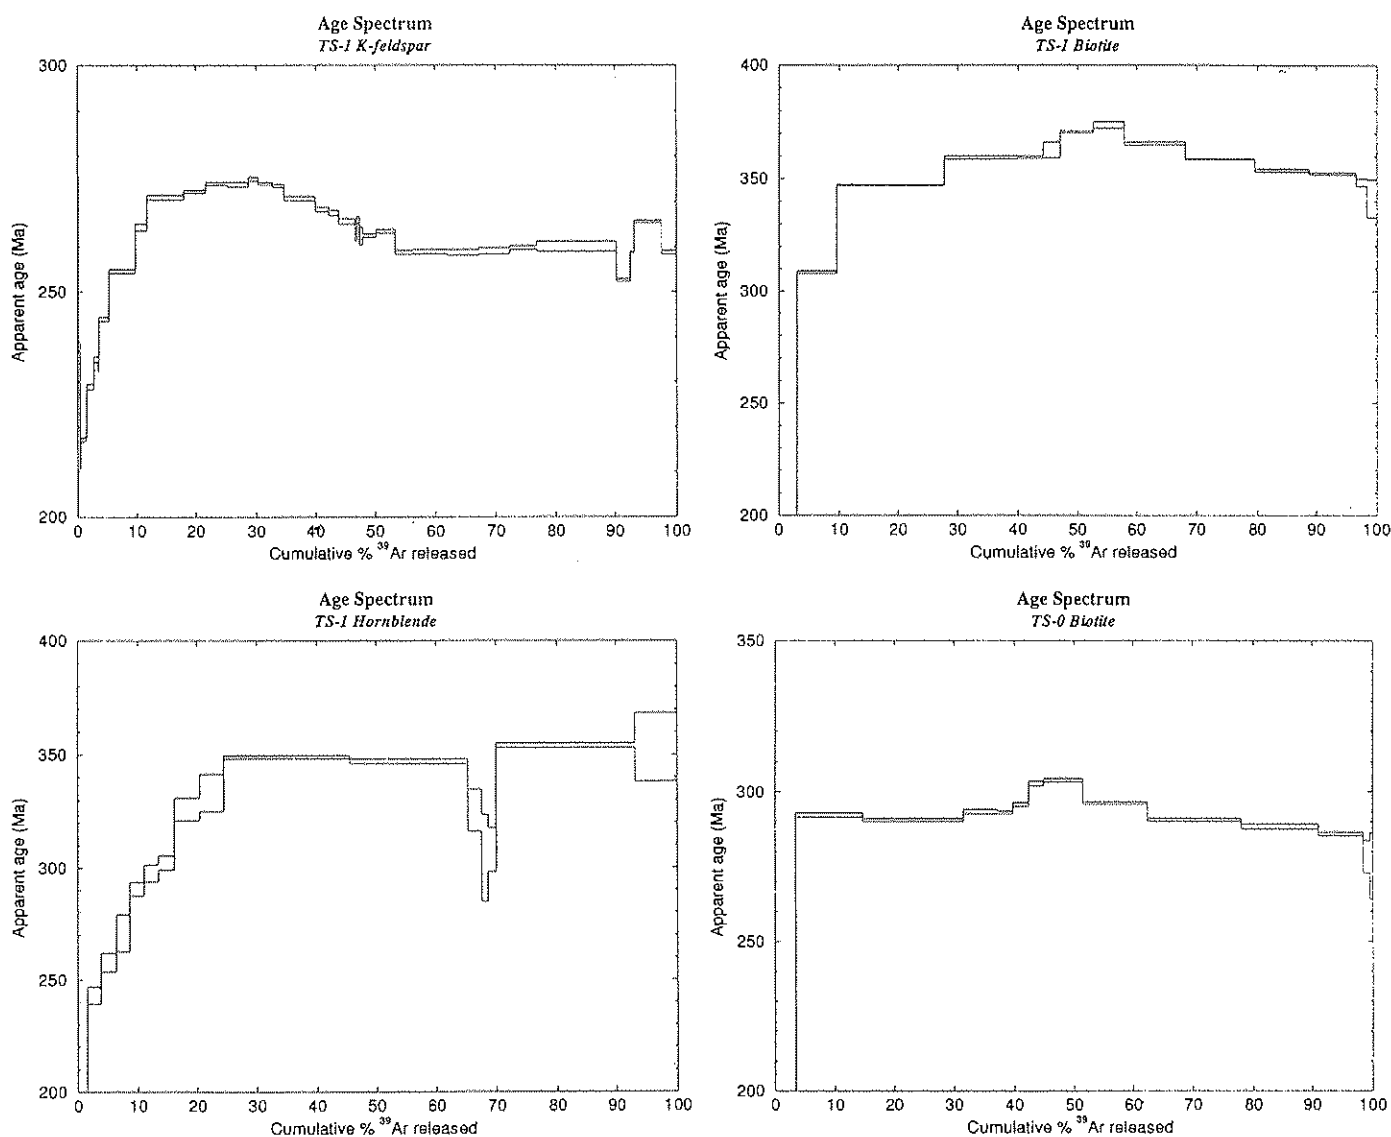 Age Spectrum
TS-1 K-feldspar
300
250
200
Apparent age (Ma)
0 10 20 30 40 50 60 70 80 90 100
Cumulative % ³⁹Ar released
Age Spectrum
TS-1 Biotite
400
350
300
250
200
Apparent age (Ma)
0 10 20 30 40 50 60 70 80 90 100
Cumulative % ³⁹Ar released
Age Spectrum
TS-1 Hornblende
400
350
300
250
200
Apparent age (Ma)
0 10 20 30 40 50 60 70 80 90 100
Cumulative % ³⁹Ar released
Age Spectrum
TS-0 Biotite
350
300
250
200
Apparent age (Ma)
0 10 20 30 40 50 60 70 80 90 100
Cumulative % ³⁹Ar released